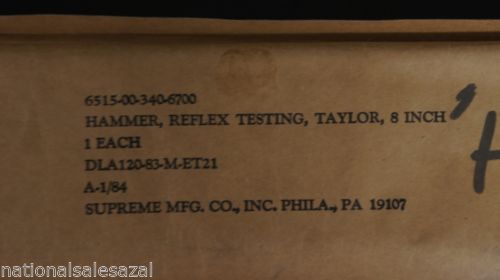 6515-00-340-6700
HAMMER, REFLEX TESTING, TAYLOR, 8 INCH
1 EACH
DLA120-83-M-ET21
A-1/84
SUPREME MFG. CO., INC. PHILA., PA 19107
nationalsalesazal